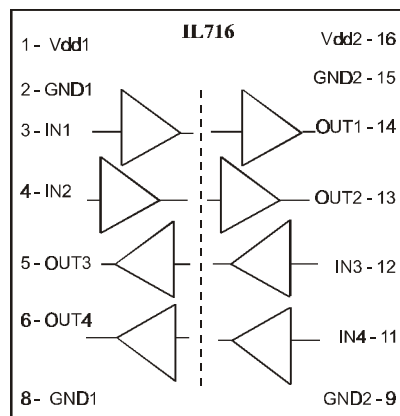 IL716
1 - Vdd1
Vdd2 - 16
GND2 - 15
2 - GND1
3 - IN1
OUT1 - 14
4 - IN2
OUT2 - 13
5 - OUT3
IN3 - 12
6 - OUT4
IN4 - 11
8 - GND1
GND2 - 9